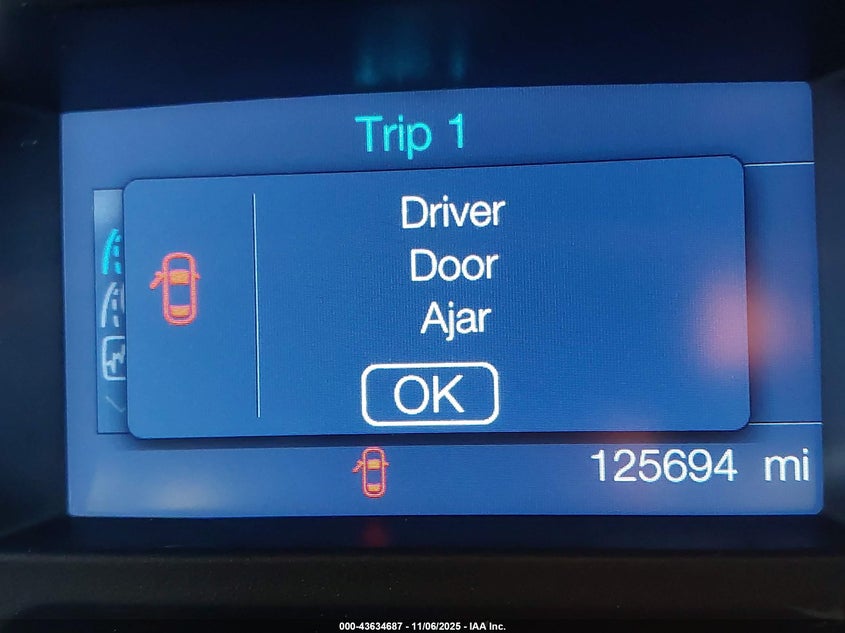 Trip 1
Driver
Door
Ajar
OK
125694 mi
000-43634687 - 11/06/2025 - IAA Inc.